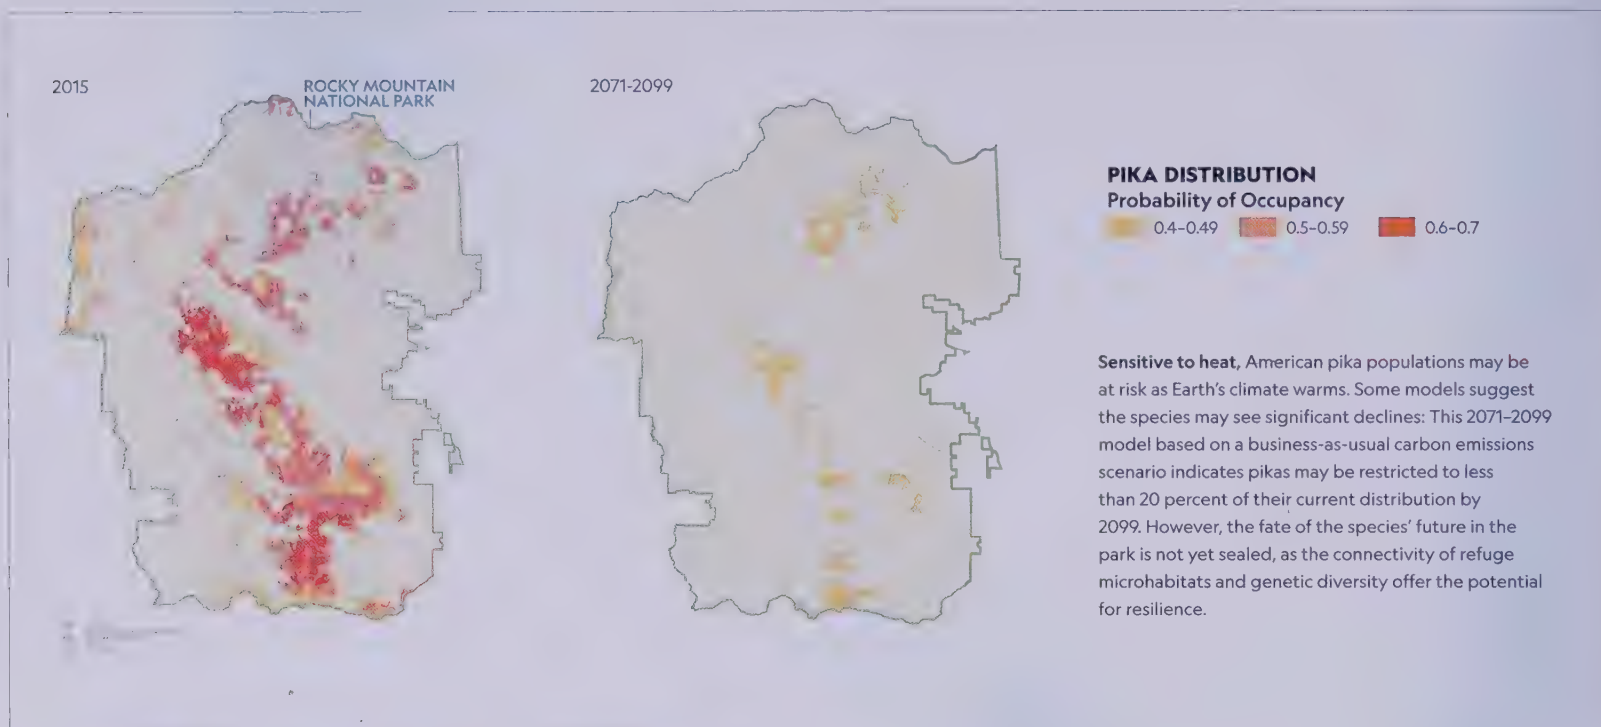 2015
ROCKY MOUNTAIN
NATIONAL PARK
2071-2099
PIKA DISTRIBUTION
Probability of Occupancy
0.4–0.49 0.5–0.59 0.6–0.7
Sensitive to heat, American pika populations may be
at risk as Earth’s climate warms. Some models suggest
the species may see significant declines: This 2071–2099
model based on a business-as-usual carbon emissions
scenario indicates pikas may be restricted to less
than 20 percent of their current distribution by
2099. However, the fate of the species’ future in the
park is not yet sealed, as the connectivity of refuge
microhabitats and genetic diversity offer the potential
for resilience.